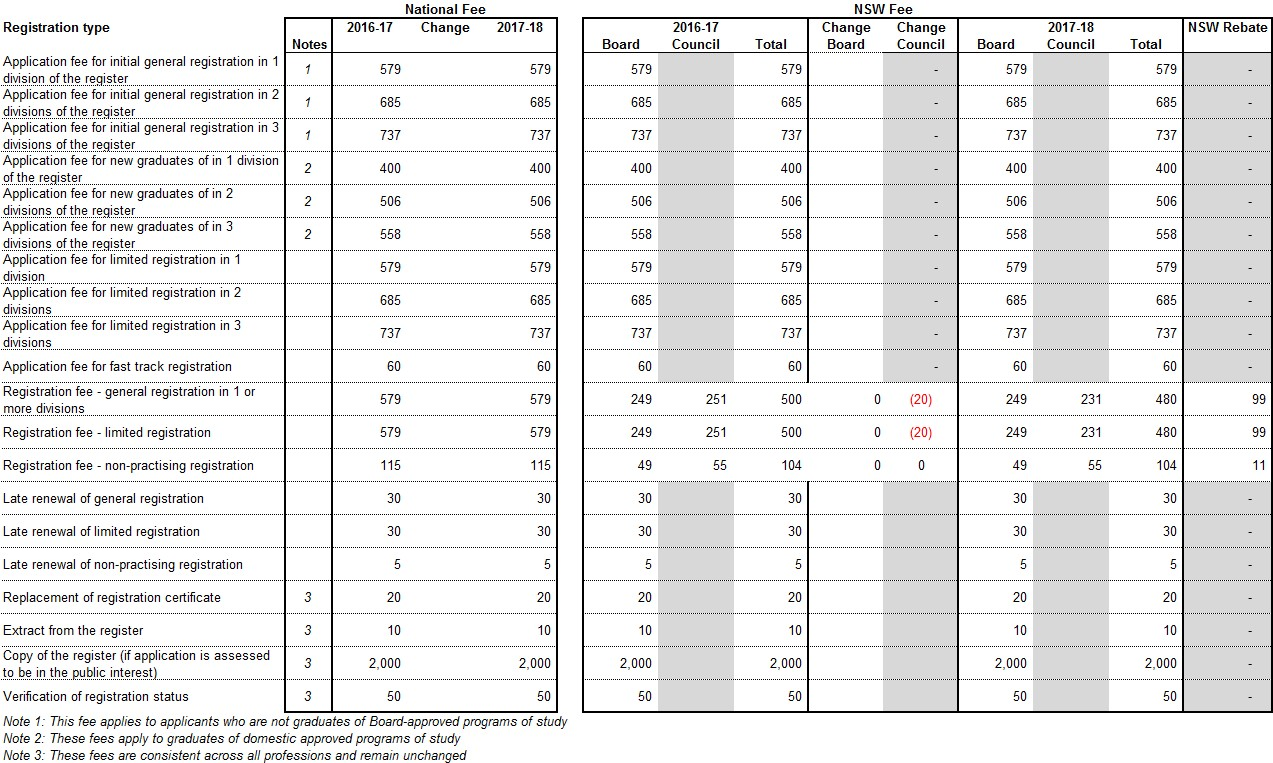 National Fee NSW Fee
Registration type 2016-17 Change 2017-18 2016-17 Change Change 2017-18 NSW Rebate
Notes Board Council Total Board Council Board Council Total
Application fee for initial general registration in 1
division of the register 1 579 579 579 579 - 579 579 -
Application fee for initial general registration in 2
divisions of the register 1 685 685 685 685 - 685 685 -
Application fee for initial general registration in 3
divisions of the register 1 737 737 737 737 - 737 737 -
Application fee for new graduates of in 1 division
of the register 2 400 400 400 400 - 400 400 -
Application fee for new graduates of in 2
divisions of the register 2 506 506 506 506 - 506 506 -
Application fee for new graduates of in 3
divisions of the register 2 558 558 558 558 - 558 558 -
Application fee for limited registration in 1
division 579 579 579 579 - 579 579 -
Application fee for limited registration in 2
divisions 685 685 685 685 - 685 685 -
Application fee for limited registration in 3
divisions 737 737 737 737 - 737 737 -
Application fee for fast track registration 60 60 60 60 - 60 60 -
Registration fee - general registration in 1 or
more divisions 579 579 249 251 500 0 (20) 249 231 480 99
Registration fee - limited registration 579 579 249 251 500 0 (20) 249 231 480 99
Registration fee - non-practising registration 115 115 49 55 104 0 0 49 55 104 11
Late renewal of general registration 30 30 30 30 30 30 -
Late renewal of limited registration 30 30 30 30 30 30 -
Late renewal of non-practising registration 5 5 5 5 5 5 -
Replacement of registration certificate 3 20 20 20 20 20 20 -
Extract from the register 3 10 10 10 10 10 10 -
Copy of the register (if application is assessed
to be in the public interest) 3 2,000 2,000 2,000 2,000 2,000 2,000 -
Verification of registration status 3 50 50 50 50 50 50 -
Note 1: This fee applies to applicants who are not graduates of Board-approved programs of study
Note 2: These fees apply to graduates of domestic approved programs of study
Note 3: These fees are consistent across all professions and remain unchanged